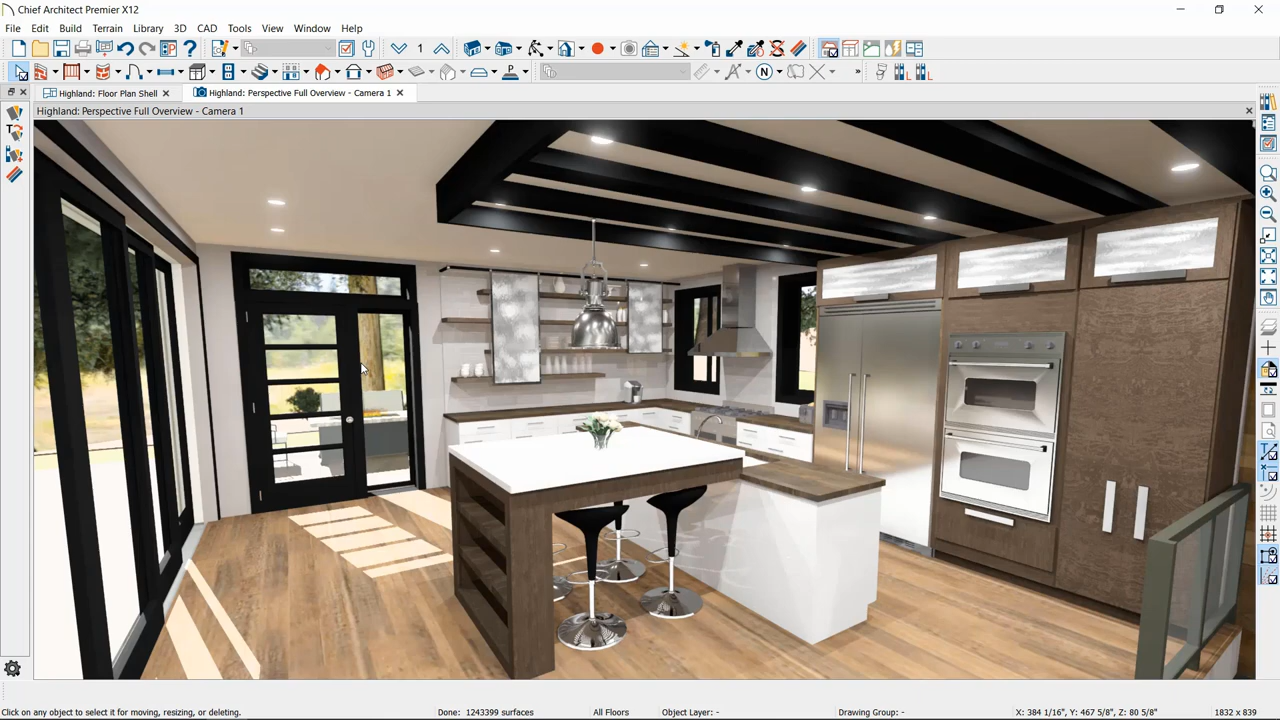 Chief Architect Premier X12
File Edit Build Terrain Library 3D CAD Tools View Window Help
1
Highland: Floor Plan Shell
Highland: Perspective Full Overview - Camera 1
Highland: Perspective Full Overview - Camera 1
Click on any object to select it for moving, resizing, or deleting. Done: 1243399 surfaces All Floors Object Layer: - Drawing Group: - X: 384 1/16", Y: 467 5/8", Z: 80 5/8" 1832 x 839